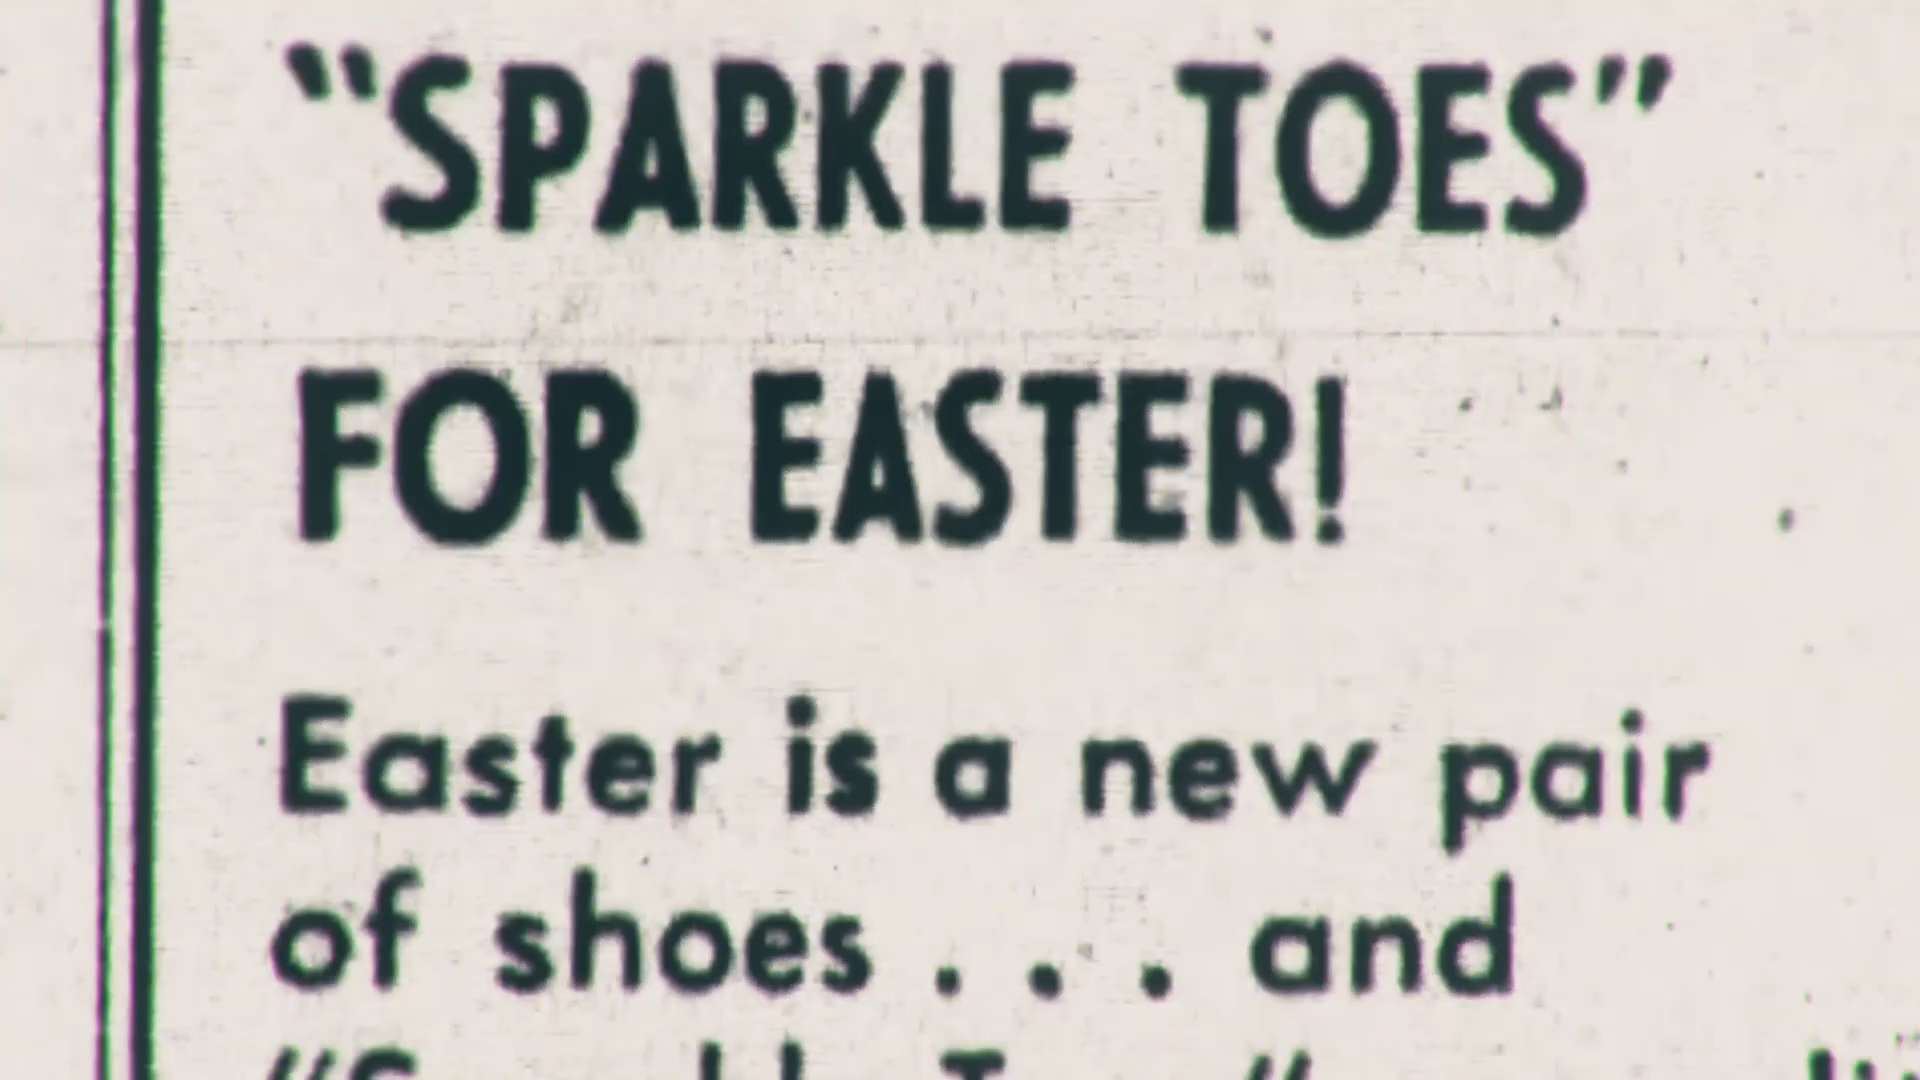 "SPARKLE TOES"
FOR EASTER!
Easter is a new pair
of shoes . . . and